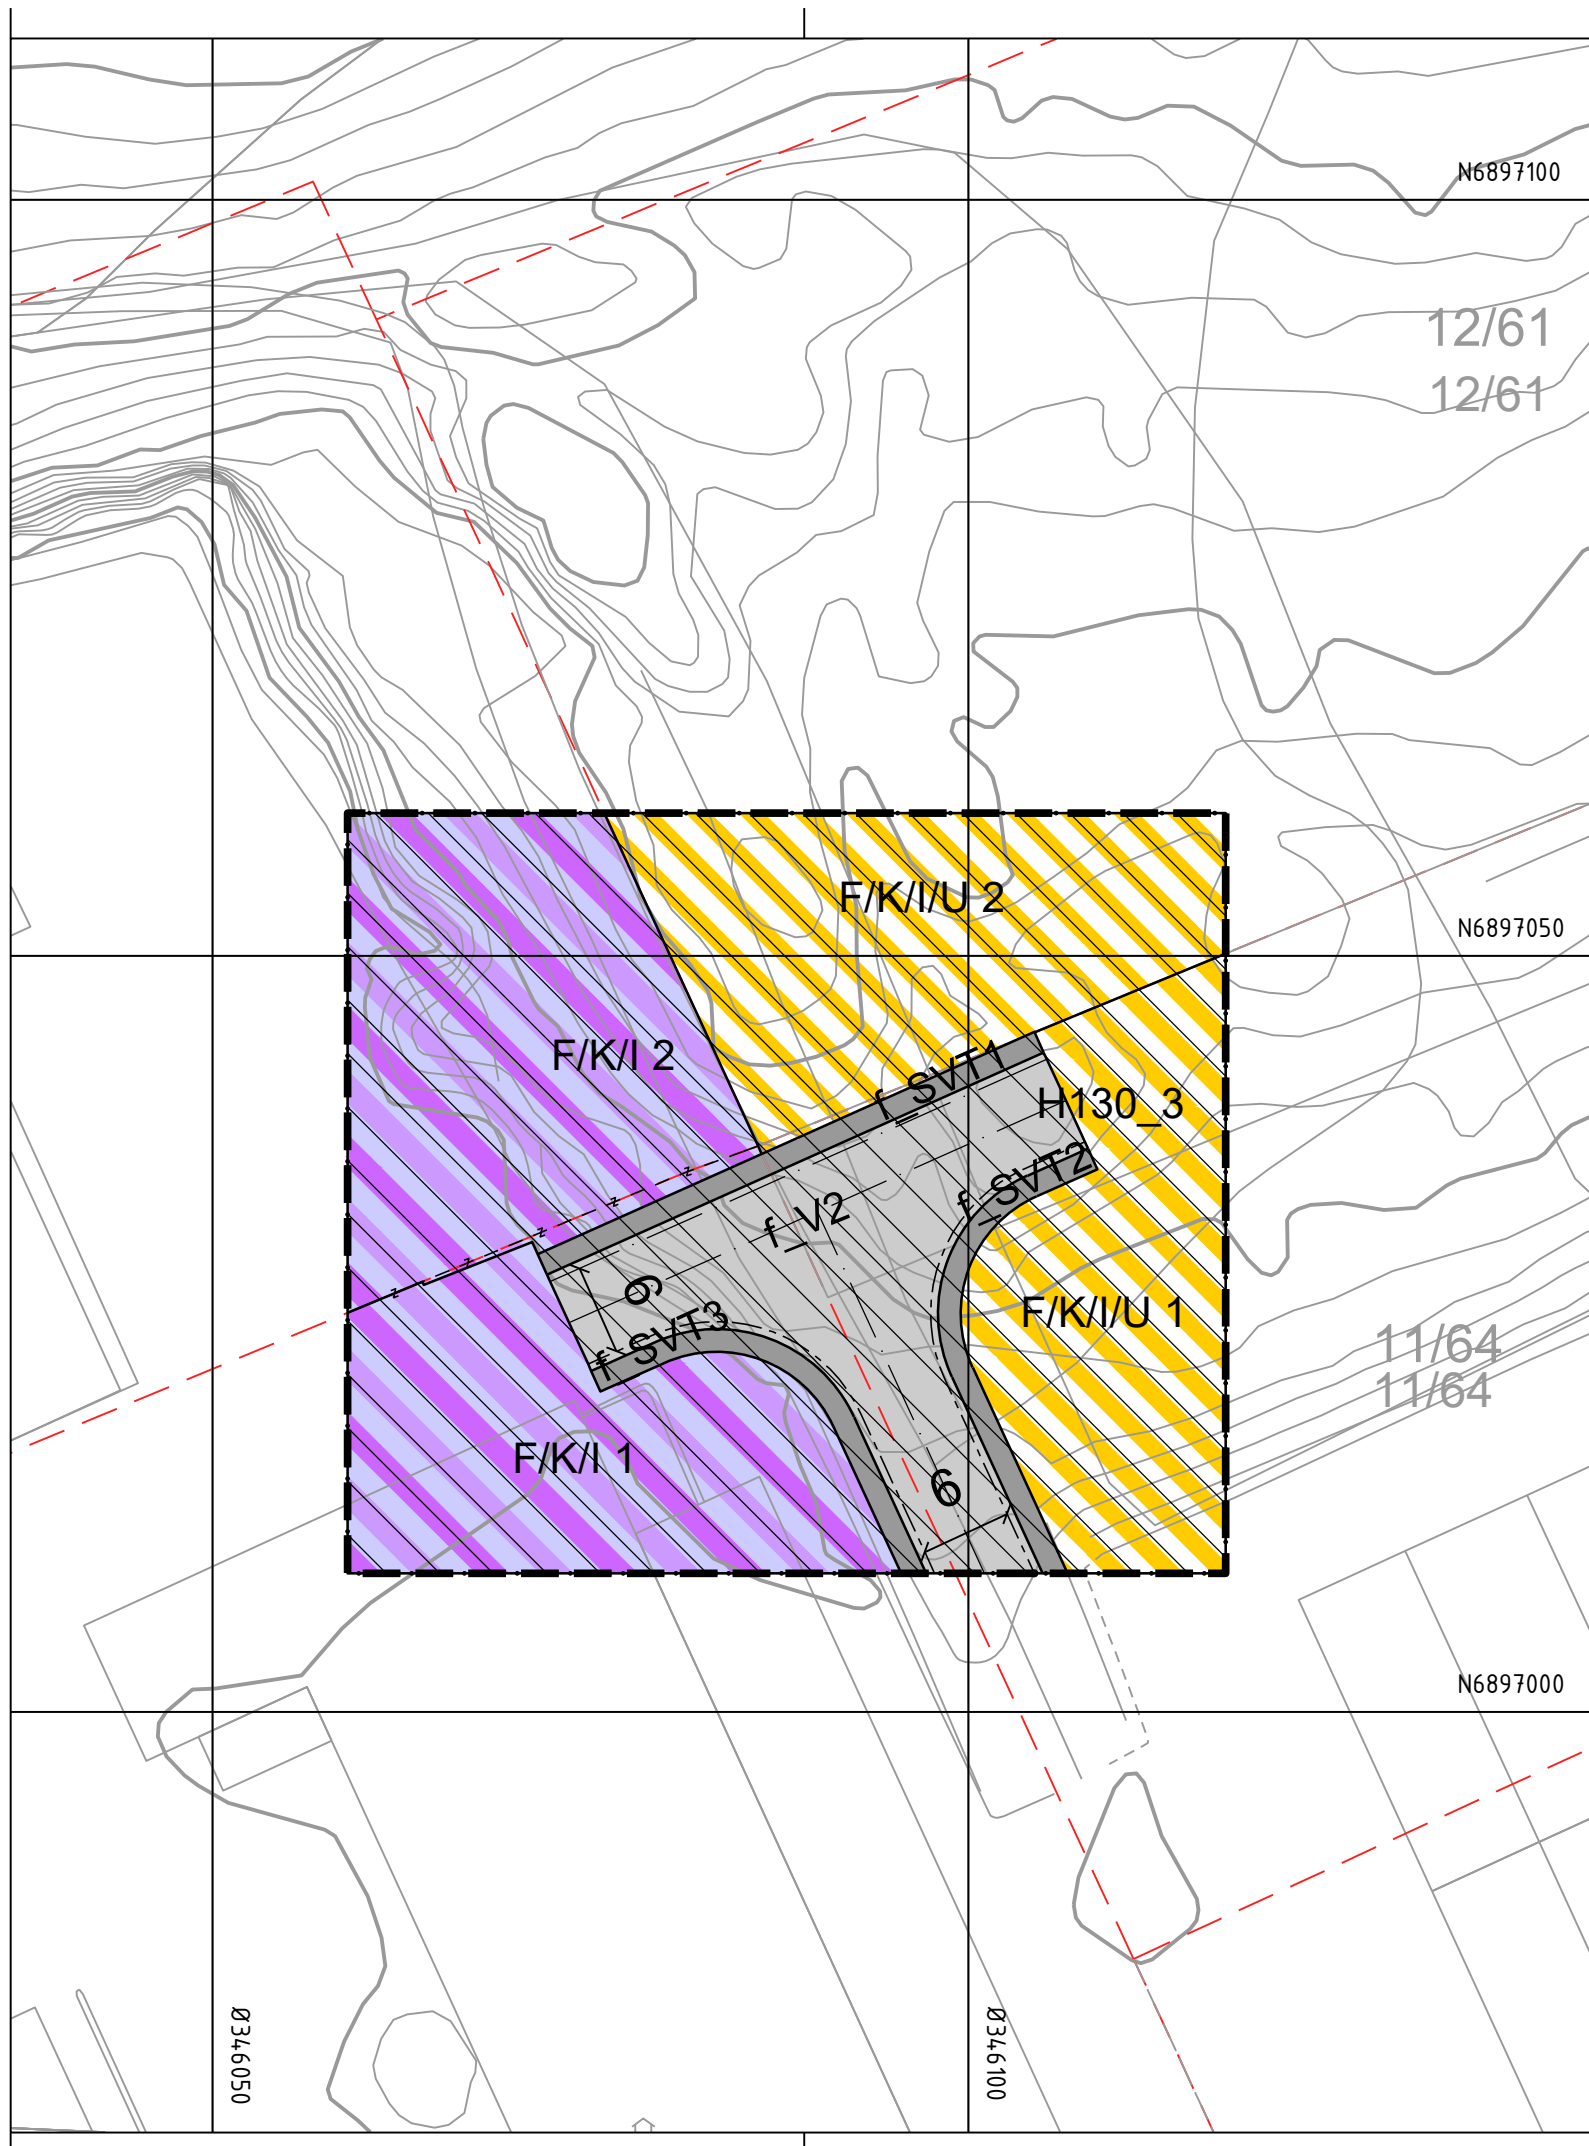 N6897100
12/61
12/61
F/K/I/U 2
N6897050
F/K/I 2
f_SVT1
H130_3
f_SVT2
f_V2
6
F/K/I/U 1
f_SVT3
11/64
11/64
F/K/I 1
6
N6897000
Ø346050
Ø346100